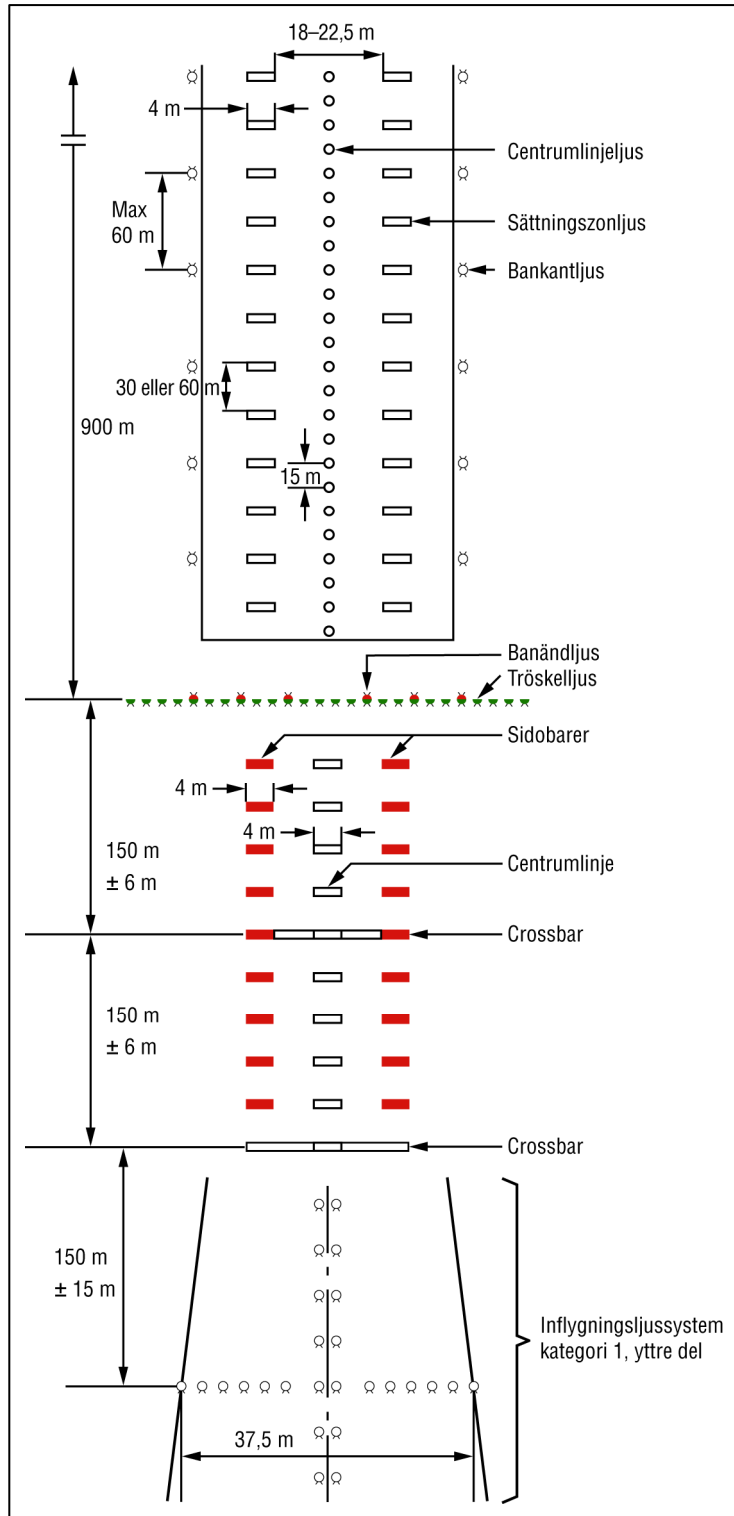 18–22,5 m
4 m
Centrumlinjeljus
Max
60 m
Sättningszonljus
Bankantljus
30 eller 60 m
900 m
15 m
Banändljus
Tröskelljus
Sidobarer
4 m
4 m
150 m
± 6 m
Centrumlinje
Crossbar
150 m
± 6 m
Crossbar
150 m
± 15 m
Inflygningsljussystem
kategori 1, yttre del
37,5 m